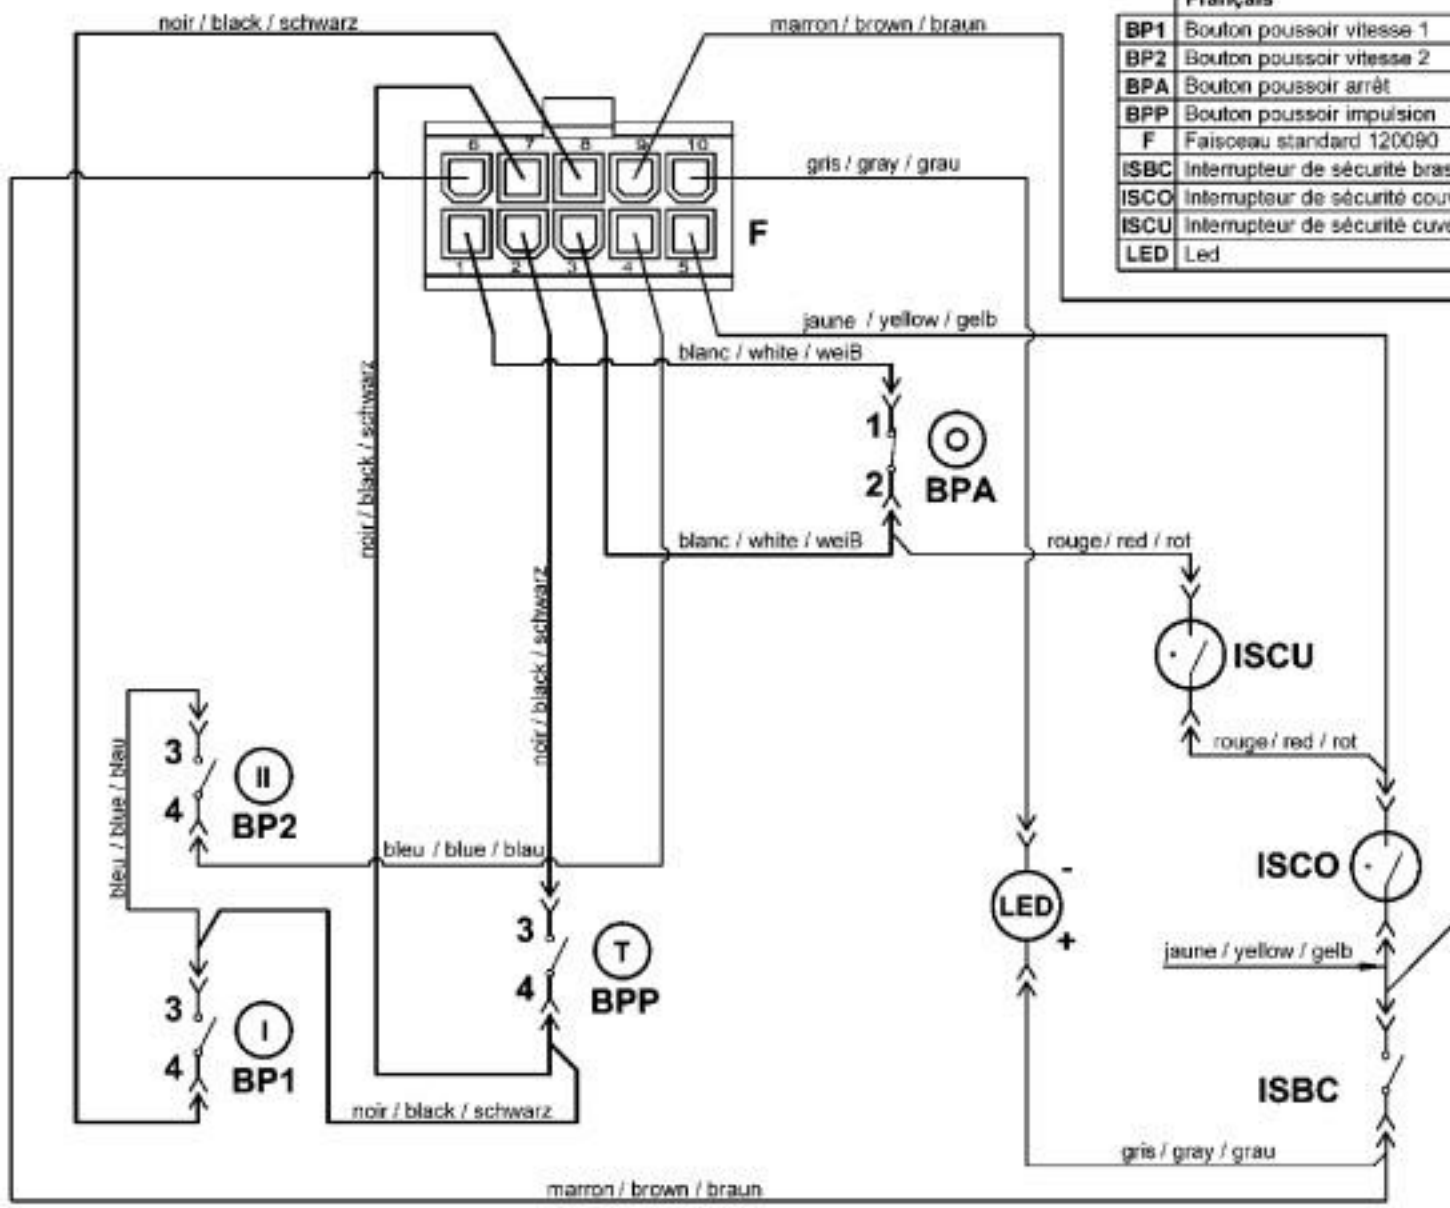 Français
BP1 Bouton poussoir vitesse 1
BP2 Bouton poussoir vitesse 2
BPA Bouton poussoir arrêt
BPP Bouton poussoir impulsion
F Faisceau standard 120090
ISBC Interrupteur de sécurité bras
ISCO Interrupteur de sécurité couv
ISCU Interrupteur de sécurité cuve
LED Led
noir / black / schwarz
marron / brown / braun
6 7 8 9 10
gris / gray / grau
F
1 2 3 4 5
jaune / yellow / gelb
blanc / white / weiB
noir / black / schwarz
1
O
2
BPA
blanc / white / weiB
rouge / red / rot
noir / black / schwarz
ISCU
rouge / red / rot
bleu / blue / blau
3
II
4
BP2
bleu / blue / blau
ISCO
-
LED
+
3
T
4
BPP
jaune / yellow / gelb
3
I
4
BP1
ISBC
noir / black / schwarz
gris / gray / grau
marron / brown / braun